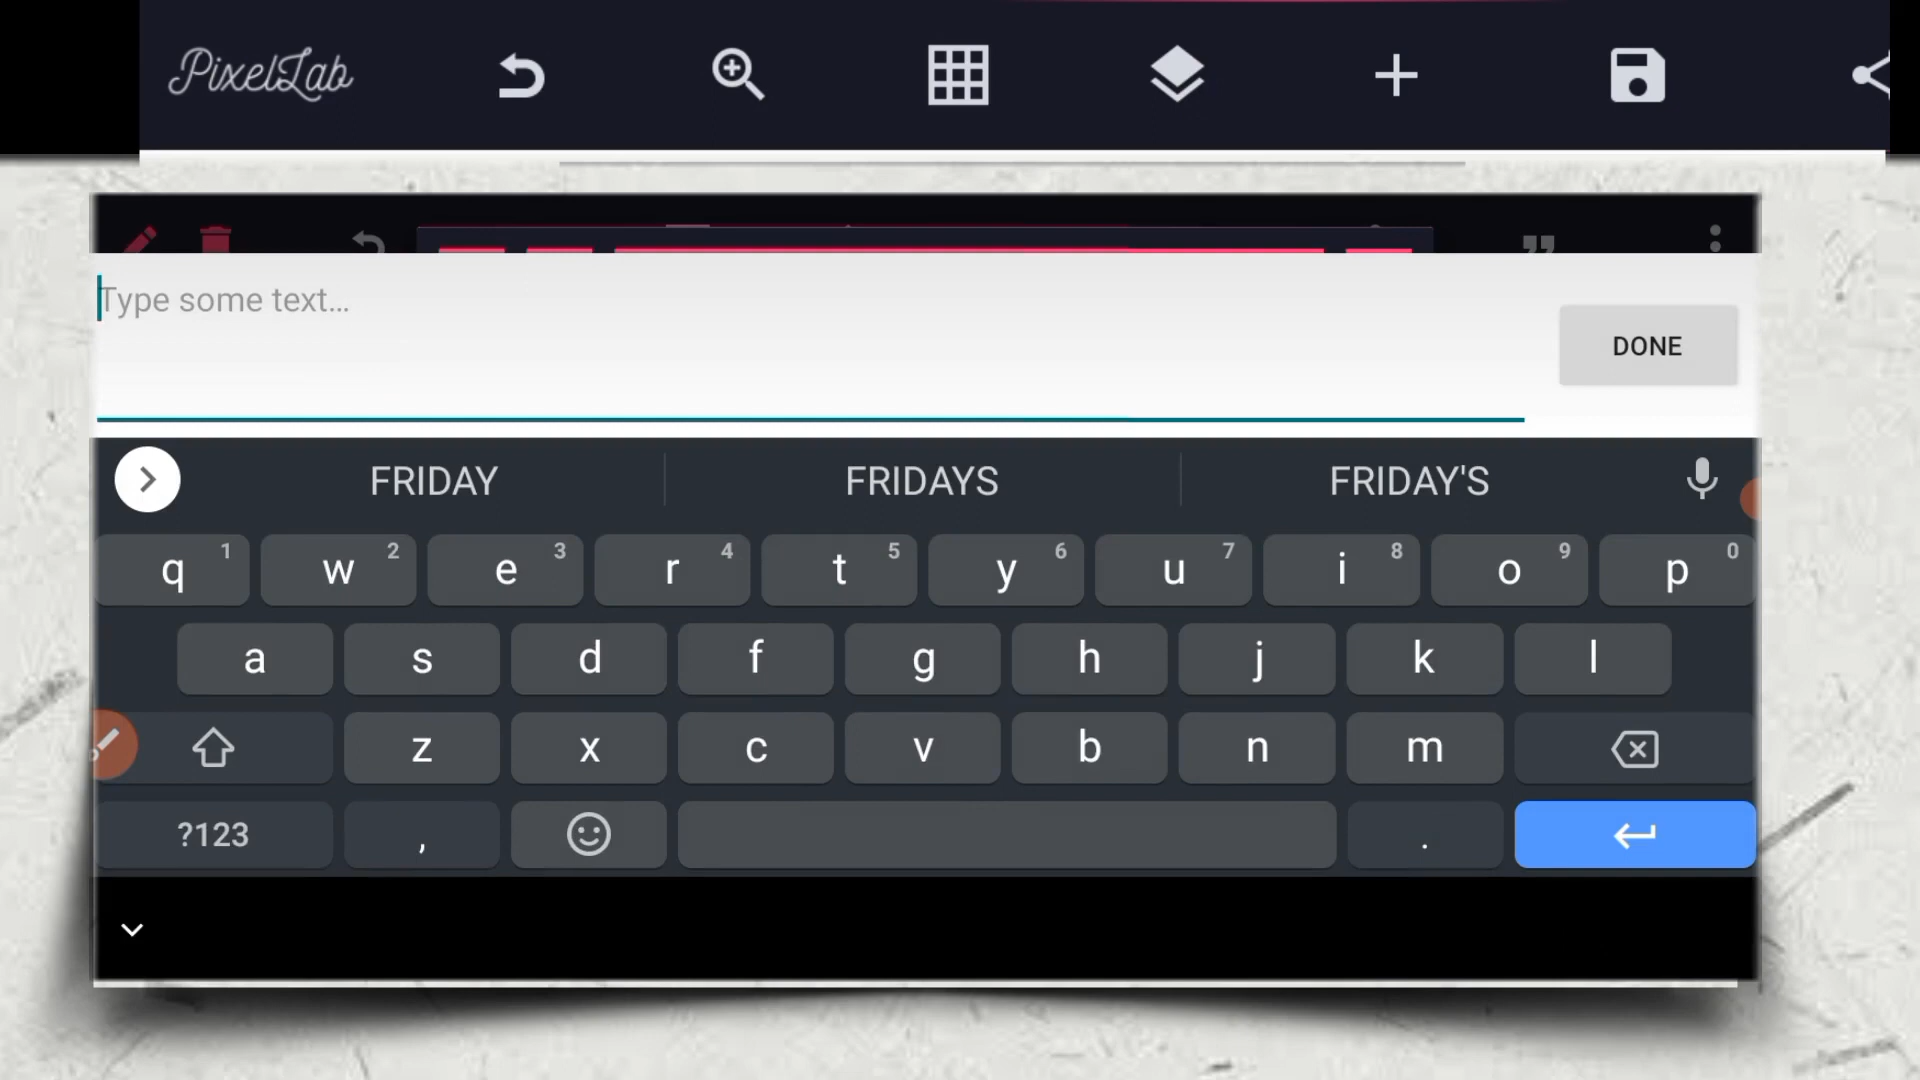 PixelLab
Type some text...
DONE
FRIDAY FRIDAYS FRIDAY'S
q 1 w 2 e 3 r 4 t 5 y 6 u 7 i 8 o 9 p 0
a s d f g h j k l
z x c v b n m
?123 , .